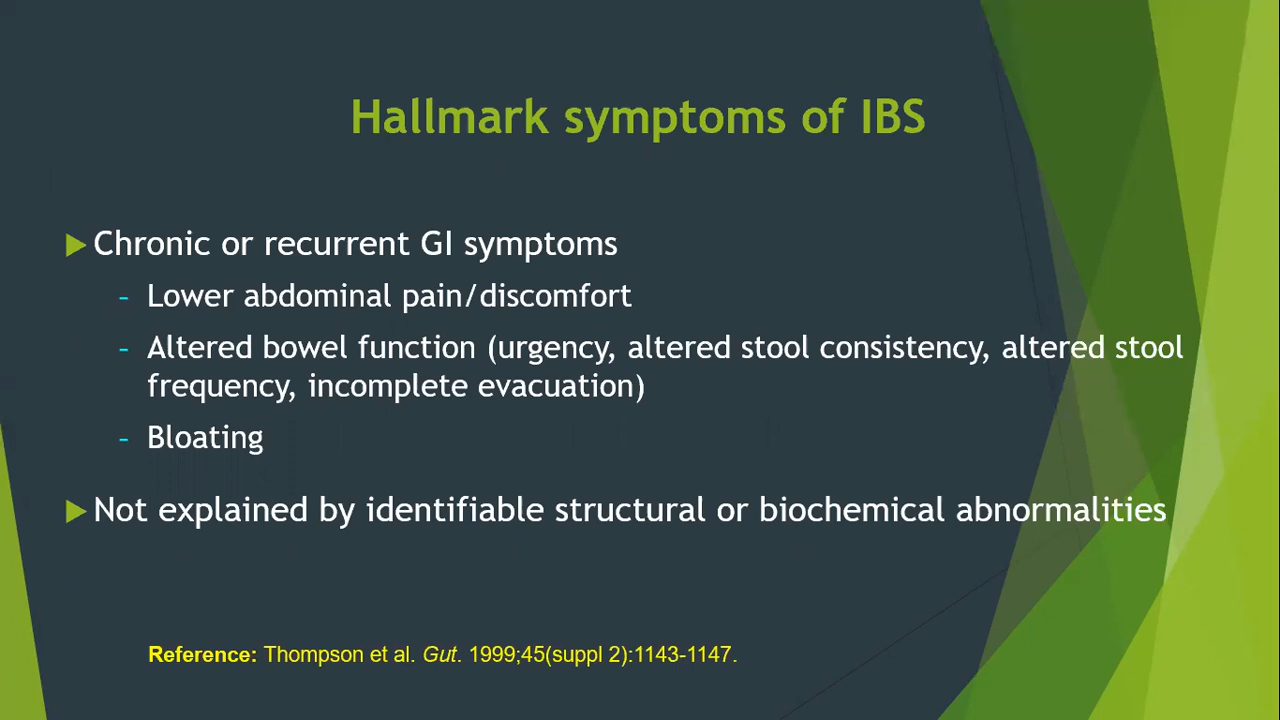 Hallmark symptoms of IBS
Chronic or recurrent GI symptoms
- Lower abdominal pain/discomfort
- Altered bowel function (urgency, altered stool consistency, altered stool
frequency, incomplete evacuation)
- Bloating
Not explained by identifiable structural or biochemical abnormalities
Reference: Thompson et al. Gut. 1999;45(suppl 2):1143-1147.